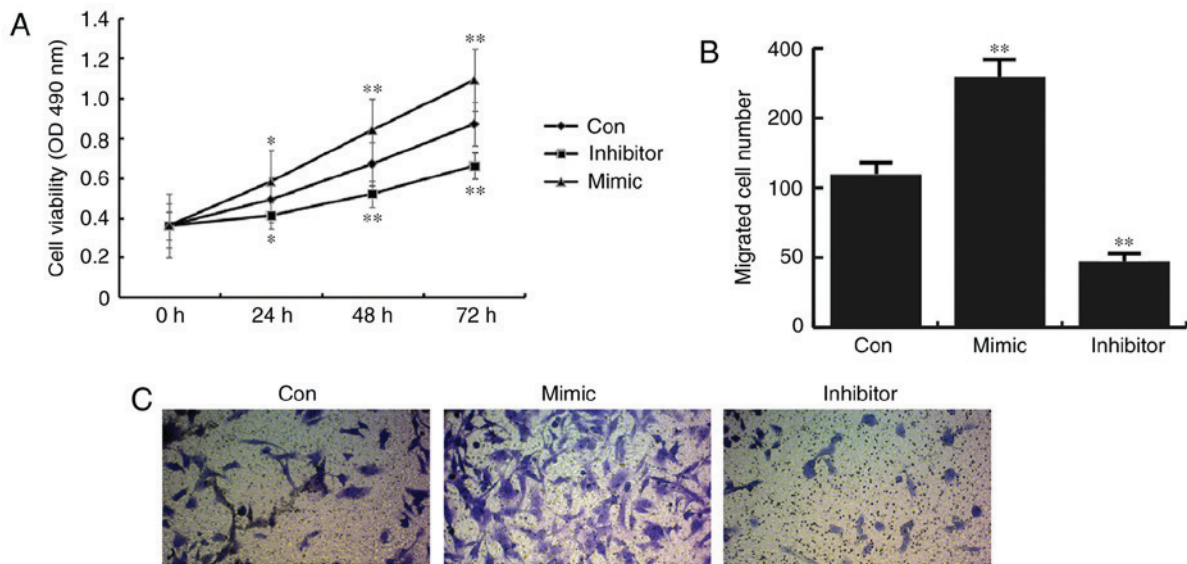 A
Cell viability (OD 490 nm)
1.4
1.2
1.0
0.8
0.6
0.4
0.2
0
*
**
**
*
**
**
0 h 24 h 48 h 72 h
Con
Inhibitor
Mimic
B
Migrated cell number
400
200
100
50
0
**
**
Con Mimic Inhibitor
C
Con Mimic Inhibitor